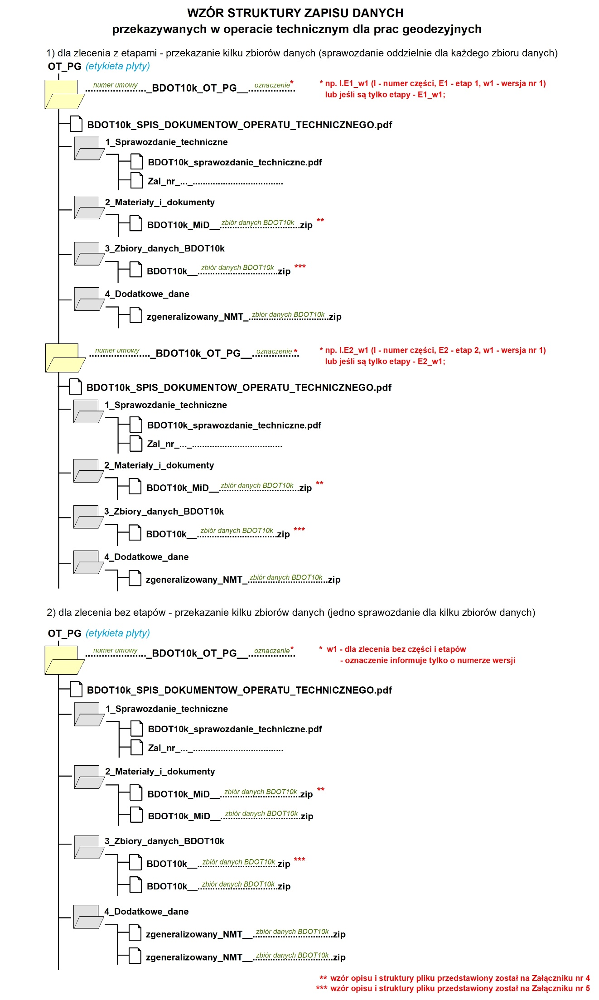 WZÓR STRUKTURY ZAPISU DANYCH
przekazywanych w operacie technicznym dla prac geodezyjnych
1) dla zlecenia z etapami - przekazanie kilku zbiorów danych (sprawozdanie oddzielnie dla każdego zbioru danych)
OT_PG (etykieta płyty)
numer umowy_BDOT10k_OT_PG__oznaczenie* * np. I.E1_w1 (I - numer części, E1 - etap 1, w1 - wersja nr 1)
lub jeśli są tylko etapy - E1_w1;
BDOT10k_SPIS_DOKUMENTOW_OPERATU_TECHNICZNEGO.pdf
1_Sprawozdanie_techniczne
BDOT10k_sprawozdanie_techniczne.pdf
Zal_nr_..._....................................
2_Materiały_i_dokumenty
BDOT10k_MiD__zbiór danych BDOT10k.zip **
3_Zbiory_danych_BDOT10k
BDOT10k__zbiór danych BDOT10k.zip ***
4_Dodatkowe_dane
zgeneralizowany_NMT_zbiór danych BDOT10k.zip
numer umowy_BDOT10k_OT_PG__oznaczenie * * np. I.E2_w1 (I - numer części, E2 - etap 2, w1 - wersja nr 1)
lub jeśli są tylko etapy - E2_w1;
BDOT10k_SPIS_DOKUMENTOW_OPERATU_TECHNICZNEGO.pdf
1_Sprawozdanie_techniczne
BDOT10k_sprawozdanie_techniczne.pdf
Zal_nr_..._....................................
2_Materiały_i_dokumenty
BDOT10k_MiD__zbiór danych BDOT10k.zip **
3_Zbiory_danych_BDOT10k
BDOT10k__zbiór danych BDOT10k.zip ***
4_Dodatkowe_dane
zgeneralizowany_NMT_zbiór danych BDOT10k.zip
2) dla zlecenia bez etapów - przekazanie kilku zbiorów danych (jedno sprawozdanie dla kilku zbiorów danych)
OT_PG (etykieta płyty)
numer umowy_BDOT10k_OT_PG__oznaczenie* * w1 - dla zlecenia bez części i etapów
- oznaczenie informuje tylko o numerze wersji
BDOT10k_SPIS_DOKUMENTOW_OPERATU_TECHNICZNEGO.pdf
1_Sprawozdanie_techniczne
BDOT10k_sprawozdanie_techniczne.pdf
Zal_nr_..._....................................
2_Materiały_i_dokumenty
BDOT10k_MiD__zbiór danych BDOT10k.zip **
BDOT10k_MiD__zbiór danych BDOT10k.zip
3_Zbiory_danych_BDOT10k
BDOT10k__zbiór danych BDOT10k.zip ***
BDOT10k__zbiór danych BDOT10k.zip
4_Dodatkowe_dane
zgeneralizowany_NMT__zbiór danych BDOT10k.zip
zgeneralizowany_NMT__zbiór danych BDOT10k.zip
** wzór opisu i struktury pliku przedstawiony został na Załączniku nr 4
*** wzór opisu i struktury pliku przedstawiony został na Załączniku nr 5